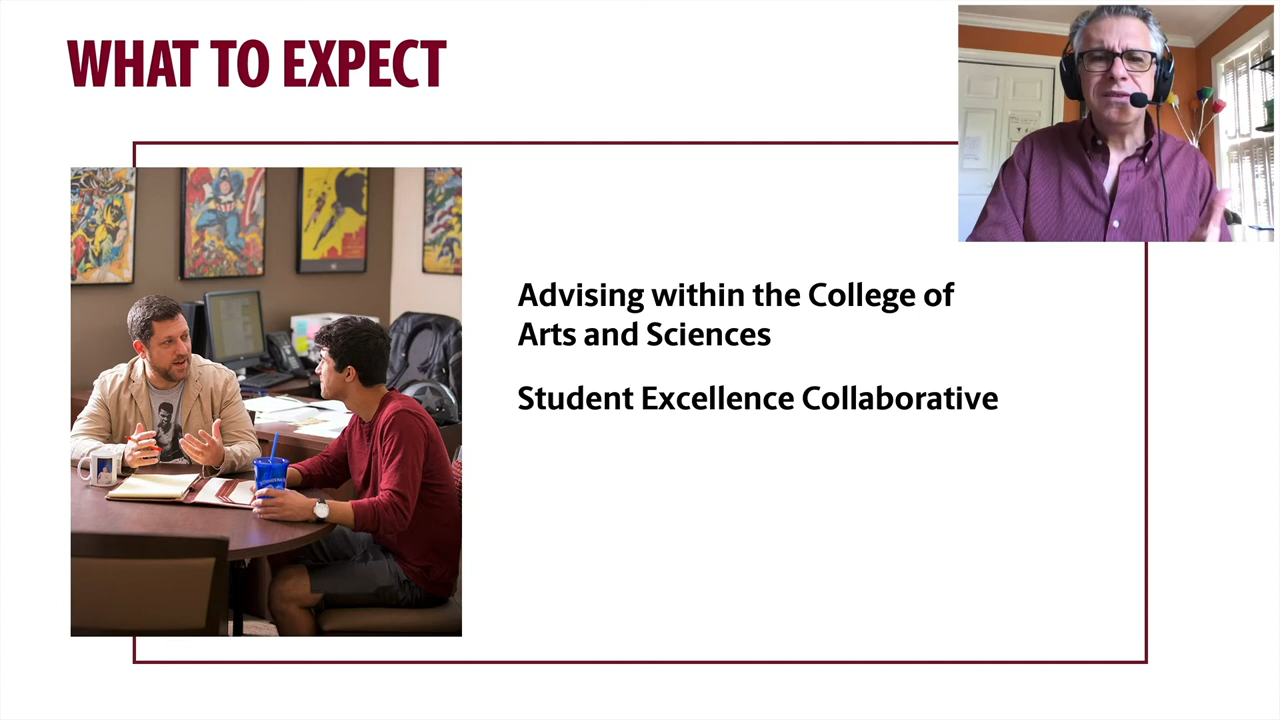 WHAT TO EXPECT
Advising within the College of
Arts and Sciences
Student Excellence Collaborative